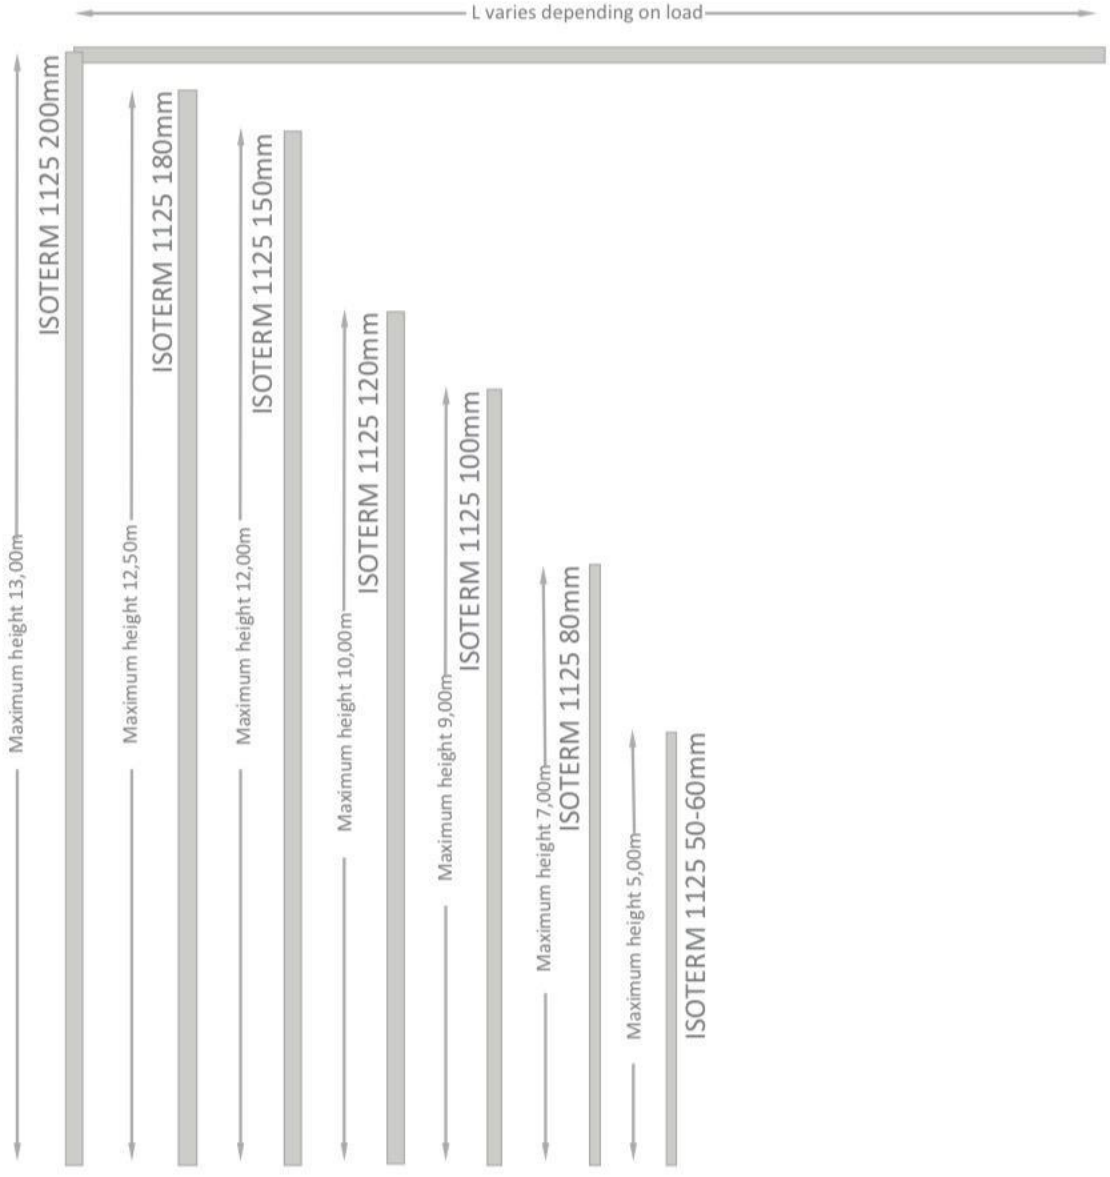 L varies depending on load
Maximum height 13,00m
ISOTERM 1125 200mm
Maximum height 12,50m
ISOTERM 1125 180mm
Maximum height 12,00m
ISOTERM 1125 150mm
Maximum height 10,00m
ISOTERM 1125 120mm
Maximum height 9,00m
ISOTERM 1125 100mm
Maximum height 7,00m
ISOTERM 1125 80mm
Maximum height 5,00m
ISOTERM 1125 50-60mm